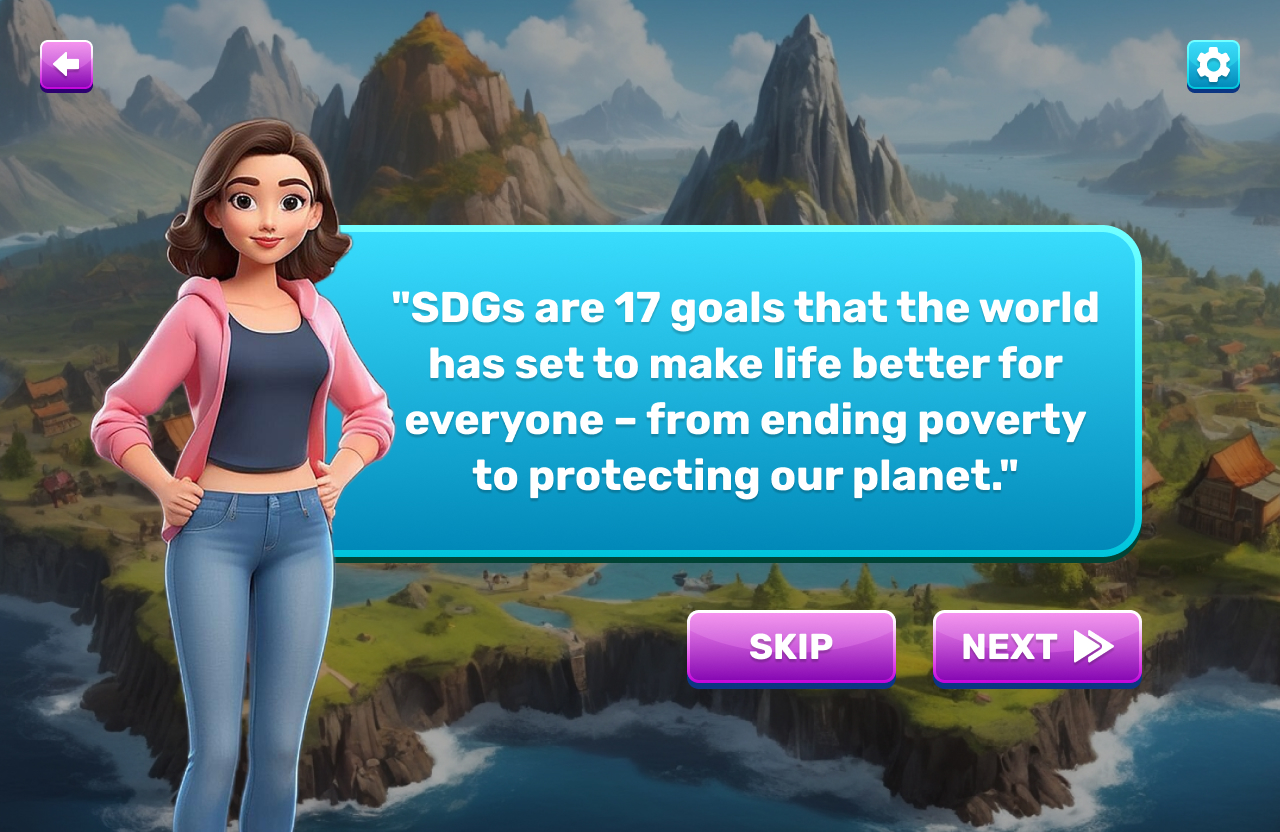 "SDGs are 17 goals that the world
has set to make life better for
everyone – from ending poverty
to protecting our planet."
SKIP
NEXT